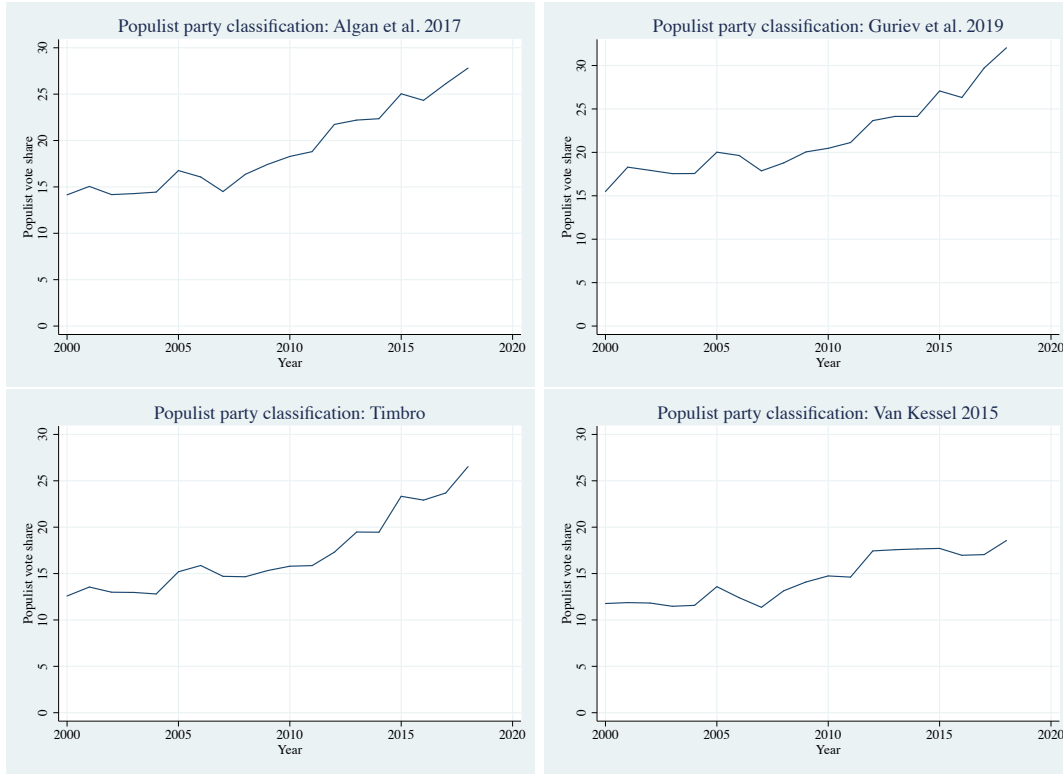 Populist party classification: Algan et al. 2017
Populist vote share
30
25
20
15
10
5
0
2000 2005 2010 2015 2020
Year
Populist party classification: Guriev et al. 2019
Populist vote share
30
25
20
15
10
5
0
2000 2005 2010 2015 2020
Year
Populist party classification: Timbro
Populist vote share
30
25
20
15
10
5
0
2000 2005 2010 2015 2020
Year
Populist party classification: Van Kessel 2015
Populist vote share
30
25
20
15
10
5
0
2000 2005 2010 2015 2020
Year